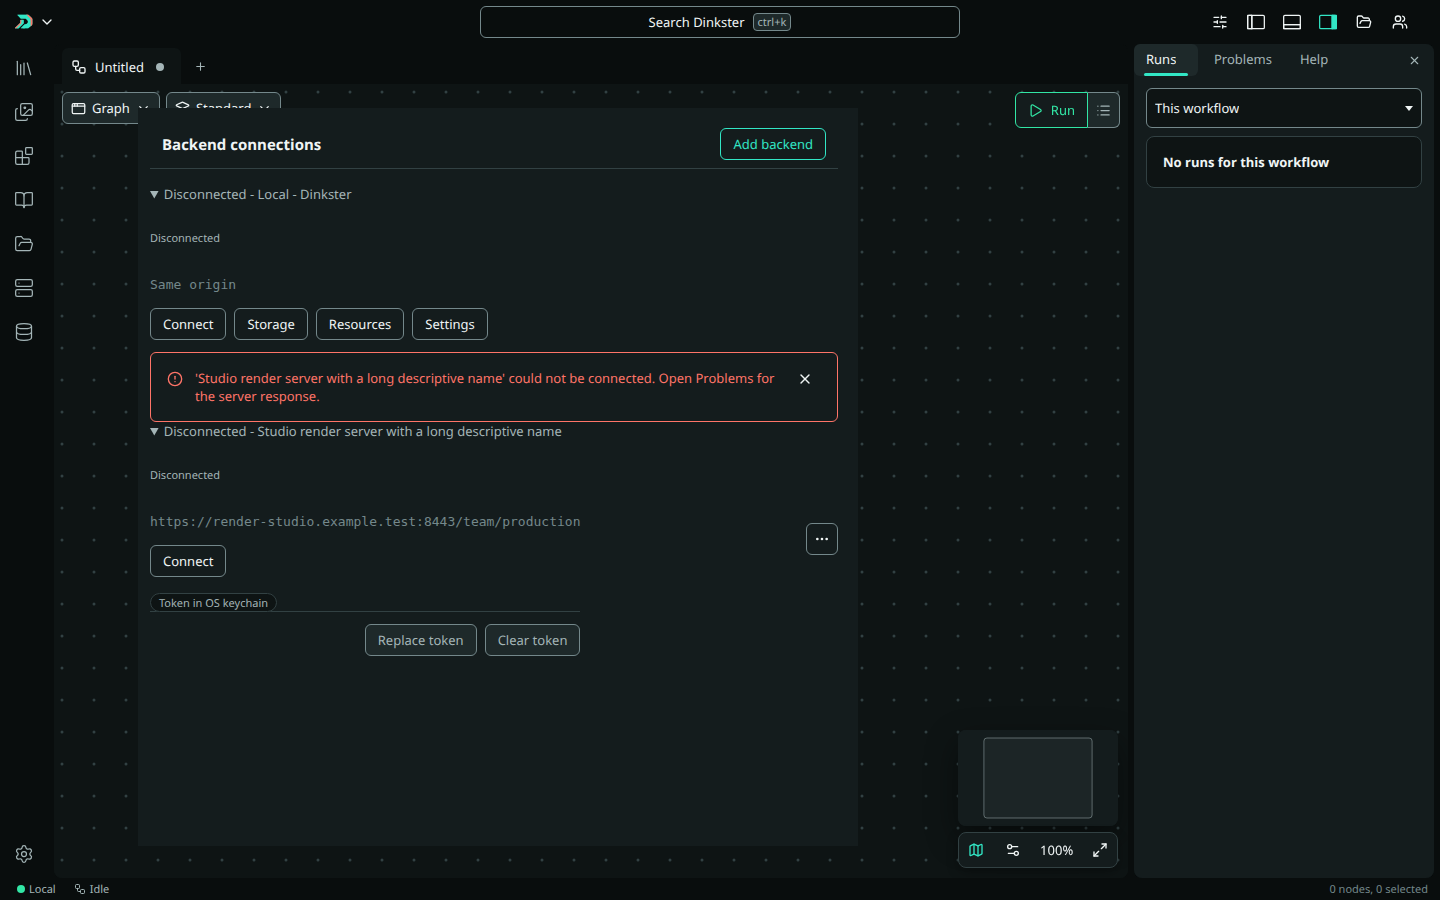 Search Dinkster ctrl+k
Untitled
Graph
Standard
Run
Runs
Problems
Help
This workflow
No runs for this workflow
Backend connections
Add backend
Disconnected - Local - Dinkster
Disconnected
Same origin
Connect
Storage
Resources
Settings
'Studio render server with a long descriptive name' could not be connected. Open Problems for
the server response.
Disconnected - Studio render server with a long descriptive name
Disconnected
https://render-studio.example.test:8443/team/production
Connect
Token in OS keychain
Replace token
Clear token
100%
Local
Idle
0 nodes, 0 selected